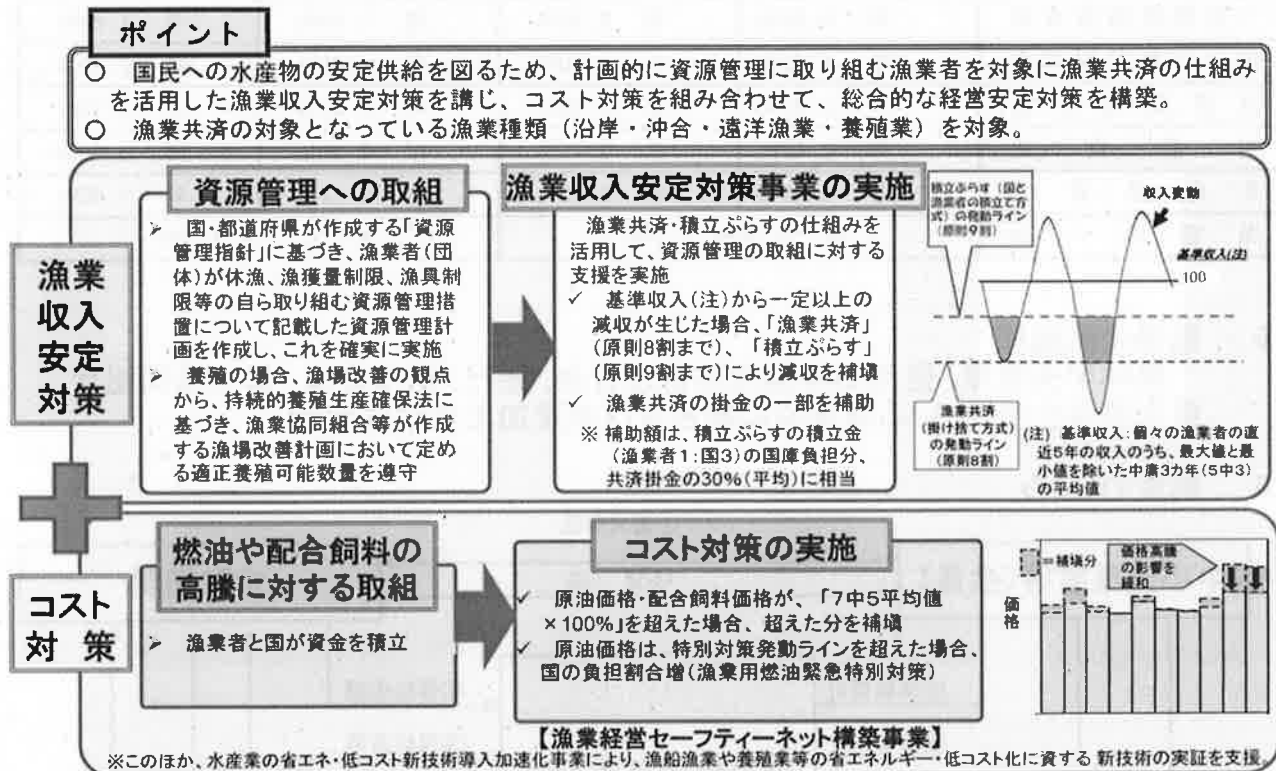 ポイント
○ 国民への水産物の安定供給を図るため、計画的に資源管理に取り組む漁業者を対象に漁業共済の仕組み
を活用した漁業収入安定対策を講じ、コスト対策を組み合わせて、総合的な経営安定対策を構築。
○ 漁業共済の対象となっている漁業種類（沿岸・沖合・遠洋漁業・養殖業）を対象。
漁業
収入
安定
対策
資源管理への取組
➢ 国・都道府県が作成する「資源
管理指針」に基づき、漁業者(団
体)が休漁、漁獲量制限、漁具制
限等の自ら取り組む資源管理措
置について記載した資源管理計
画を作成し、これを確実に実施
➢ 養殖の場合、漁場改善の観点
から、持続的養殖生産確保法に
基づき、漁業協同組合等が作成
する漁場改善計画において定め
る適正養殖可能数量を遵守
漁業収入安定対策事業の実施
漁業共済・積立ぷらすの仕組みを
活用して、資源管理の取組に対する
支援を実施
✓ 基準収入(注)から一定以上の
減収が生じた場合、「漁業共済」
(原則8割まで)、「積立ぷらす」
(原則9割まで)により減収を補填
✓ 漁業共済の掛金の一部を補助
※ 補助額は、積立ぷらすの積立金
(漁業者1:国3)の国庫負担分、
共済掛金の30%(平均)に相当
積立ぷらす(国と
漁業者の積立て方
式)の発動ライン
(原則9割)
収入変動
基準収入(注)
100
漁業共済
(掛け捨て方式)
の発動ライン
(原則8割)
(注) 基準収入:個々の漁業者の直
近5年の収入のうち、最大値と最
小値を除いた中庸3カ年(5中3)
の平均値
コスト
対 策
燃油や配合飼料の
高騰に対する取組
➢ 漁業者と国が資金を積立
コスト対策の実施
✓ 原油価格・配合飼料価格が、「7中5平均値
×100%」を超えた場合、超えた分を補填
✓ 原油価格は、特別対策発動ラインを超えた場合、
国の負担割合増(漁業用燃油緊急特別対策)
=補填分
価格高騰
の影響を
緩和
価
格
【漁業経営セーフティーネット構築事業】
※このほか、水産業の省エネ・低コスト新技術導入加速化事業により、漁船漁業や養殖業等の省エネルギー・低コスト化に資する 新技術の実証を支援